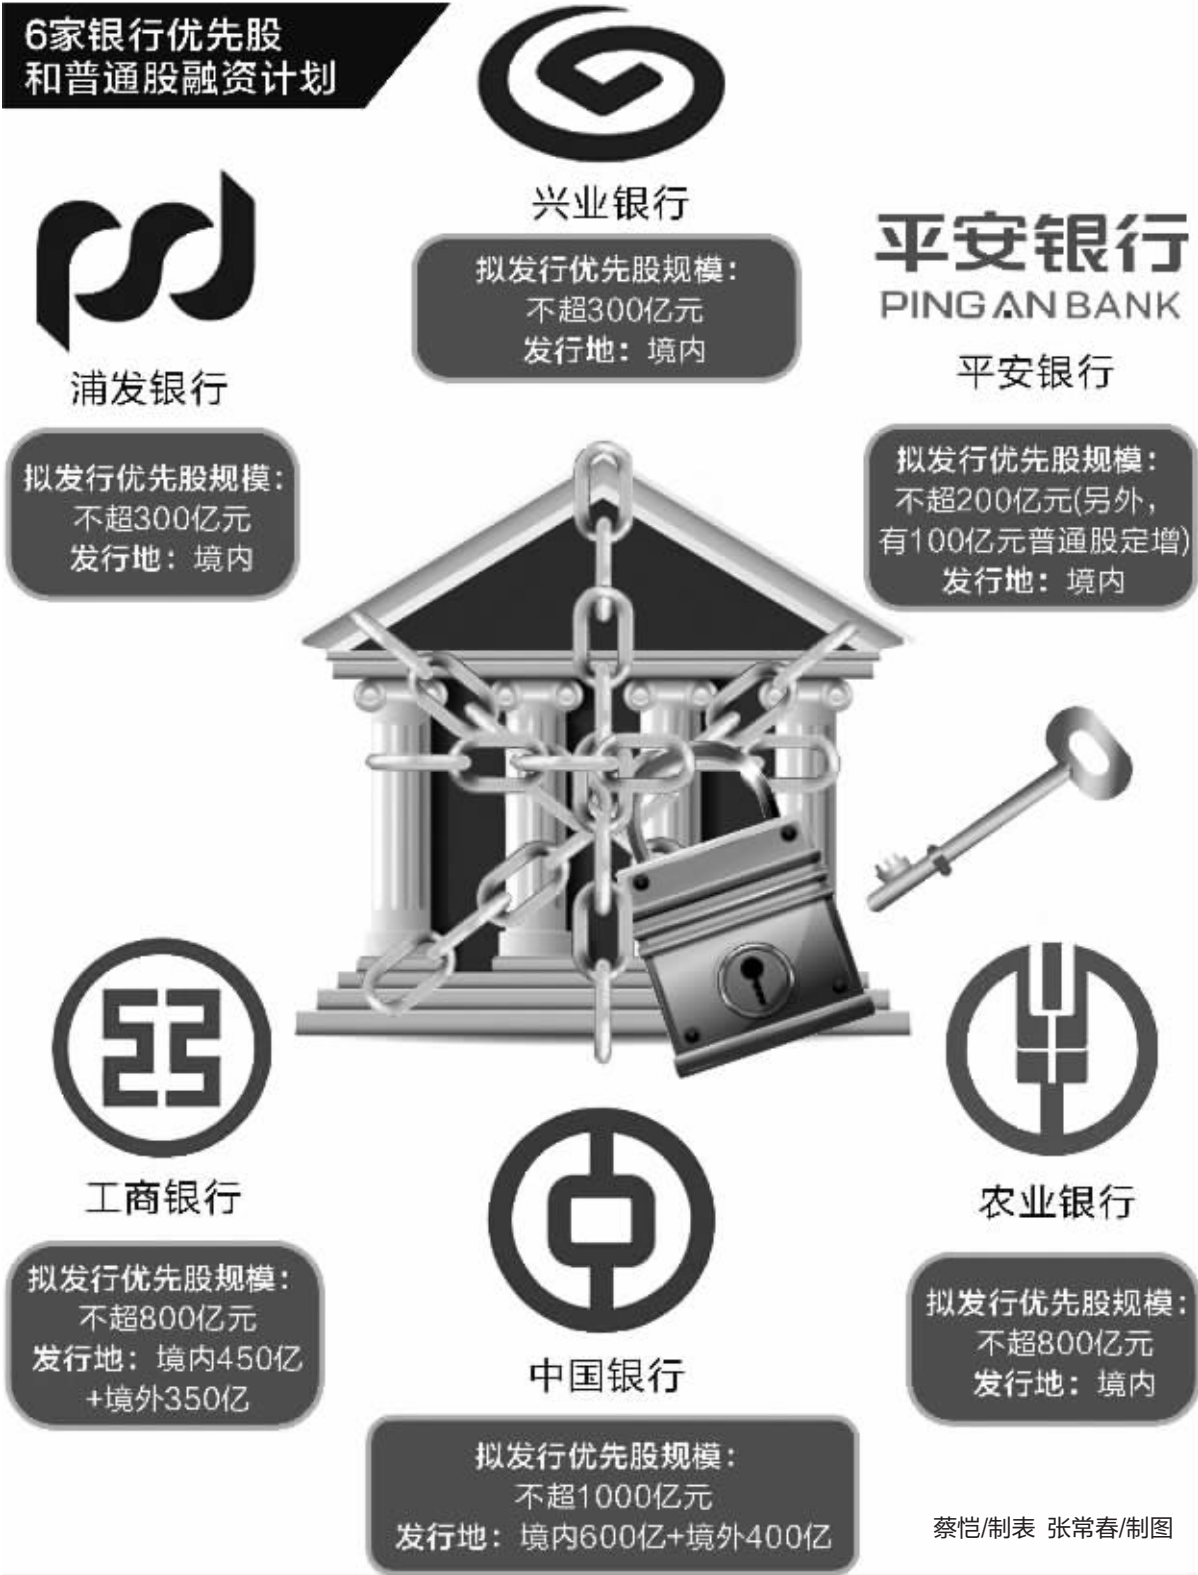 6家银行优先股
和普通股融资计划
兴业银行
拟发行优先股规模：
不超300亿元
发行地：境内
浦发银行
拟发行优先股规模：
不超300亿元
发行地：境内
平安银行
PING AN BANK
平安银行
拟发行优先股规模：
不超200亿元(另外，
有100亿元普通股定增)
发行地：境内
工商银行
拟发行优先股规模：
不超800亿元
发行地：境内450亿
+境外350亿
中国银行
拟发行优先股规模：
不超1000亿元
发行地：境内600亿+境外400亿
农业银行
拟发行优先股规模：
不超800亿元
发行地：境内
蔡恺/制表 张常春/制图